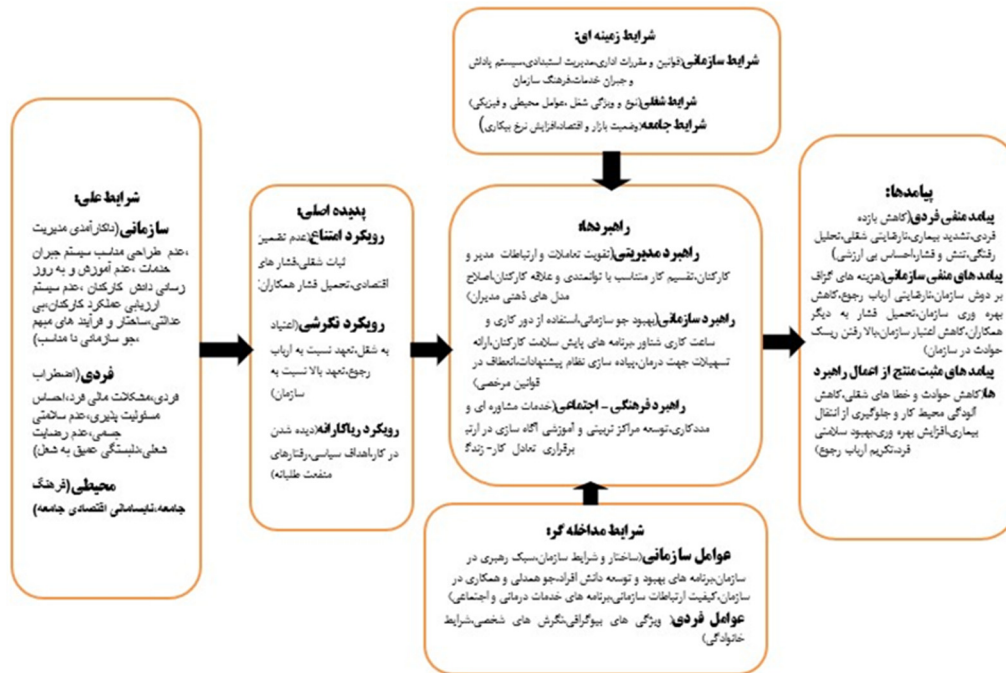 شرایط زمینه ای:
شرایط سازمانی(قوانین و مقررات اداری،مدیریت استبدادی،سیستم پاداش
و جبران خدمات،فرهنگ سازمان
شرایط شغلی(نوع و ویژگی شغل ،عوامل محیطی و فیزیکی)
شرایط جامعه(وضعیت بازار و اقتصاد،افزایش نرخ بیکاری)
شرایط علی:
سازمانی(ناکارآمدی مدیریت
،عدم طراحی مناسب سیستم جبران
خدمات ،عدم آموزش و به روز
رسانی دانش کارکنان ،عدم سیستم
ارزیابی عملکرد کارکنان،بی
عدالتی،ساختار و فرآیند های مبهم
،جو سازمانی نا مناسب)
فردی(اضطراب
فردی،مشکلات مالی فرد،احساس
مسئولیت پذیری،عدم سلامتی
جسمی،عدم رضایت
شغلی،دلبستگی عمیق به شغل)
محیطی(فرهنگ
جامعه،نابسامانی اقتصادی جامعه)
پدیده اصلی:
رویکرد امتناع(عدم تضمین
ثبات شغلی،فشار های
اقتصادی،تحمیل فشار همکاران)
رویکرد نگرشی(اعتیاد
به شغل،تعهد نسبت به ارباب
رجوع،تعهد بالا نسبت به
سازمان)
رویکرد ریاکارانه(دیده شدن
در کار،اهداف سیاسی،رفتارهای
منفعت طلبانه)
راهبردها:
راهبرد مدیریتی(تقویت تعاملات و ارتباطات مدیر و
کارکنان،تقسیم کار متناسب با توانمندی و علاقه کارکنان،اصلاح
مدل های ذهنی مدیران)
راهبرد سازمانی(بهبود جو سازمانی،استفاده از دور کاری و
ساعت کاری شناور،برنامه های پایش سلامت کارکنان،ارائه
تسهیلات جهت درمان،پیاده سازی نظام پیشنهادات،انعطاف در
قوانین مرخصی)
راهبرد فرهنگی - اجتماعی(خدمات مشاوره ای و
مددکاری،توسعه مراکز تربیتی و آموزشی آگاه سازی در
برقراری تعادل کار-زندگ
شرایط مداخله گر:
عوامل سازمانی(ساختار و شرایط سازمان،سبک رهبری در
سازمان،برنامه های بهبود و توسعه دانش افراد،جو همدلی و همکاری در
سازمان،کیفیت ارتباطات سازمانی،برنامه های خدمات درمانی و اجتماعی)
عوامل فردی( ویژگی های بیوگرافی،نگرش های شخصی،شرایط
خانوادگی)
پیامدها:
پیامد منفی فردی(کاهش بازده
فردی،تشدید بیماری،نارضایتی شغلی،تحلیل
رفتگی،تنش و فشار،احساس بی ارزشی)
پیامد های منفی سازمانی(هزینه های گزاف
بر دوش سازمان،نارضایتی ارباب رجوع،کاهش
بهره وری سازمان،تحمیل فشار به دیگر
همکاران،کاهش اعتبار سازمان،بالا رفتن ریسک
حوادث در سازمان)
پیامد های مثبت منتج از اعمال راهبرد
ها(کاهش حوادث و خطا های شغلی،کاهش
آلودگی محیط کار و جلوگیری از انتقال
بیماری،افزایش بهره وری،بهبود سلامتی
فرد،تکریم ارباب رجوع)